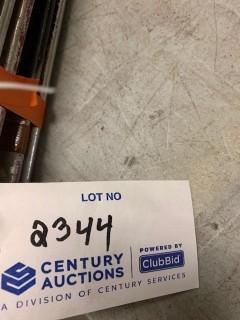 LOT NO
2344
CENTURY AUCTIONS
POWERED BY
ClubBid
A DIVISION OF CENTURY SERVICES